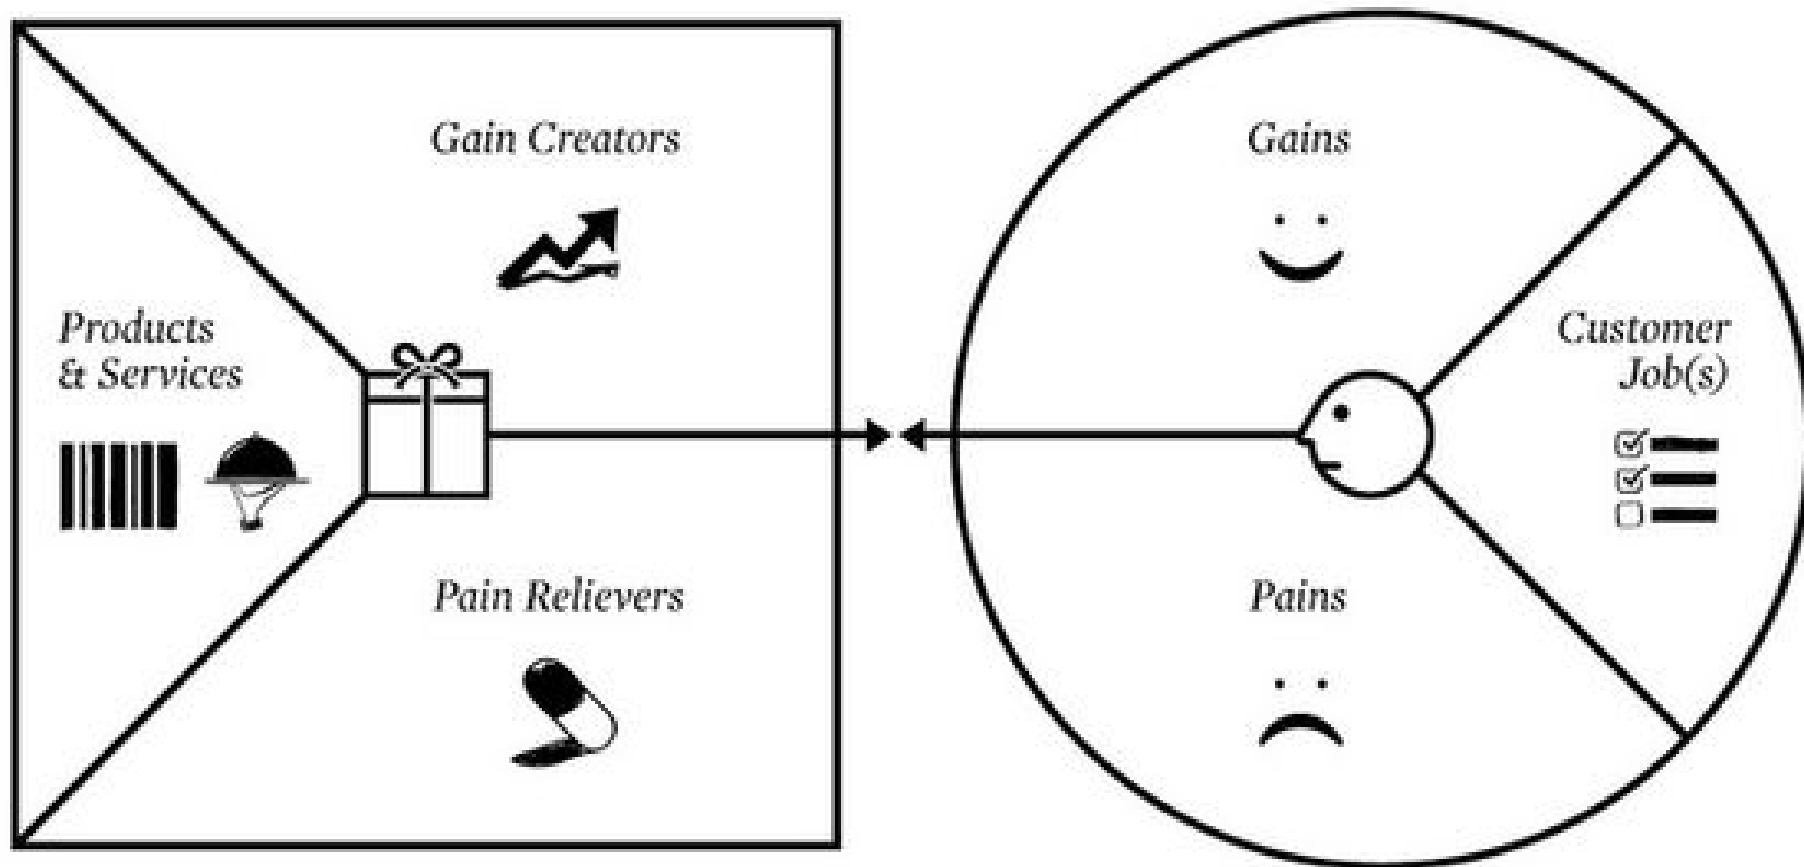 Gain Creators
Products
& Services
Pain Relievers
Gains
Customer
Job(s)
Pains